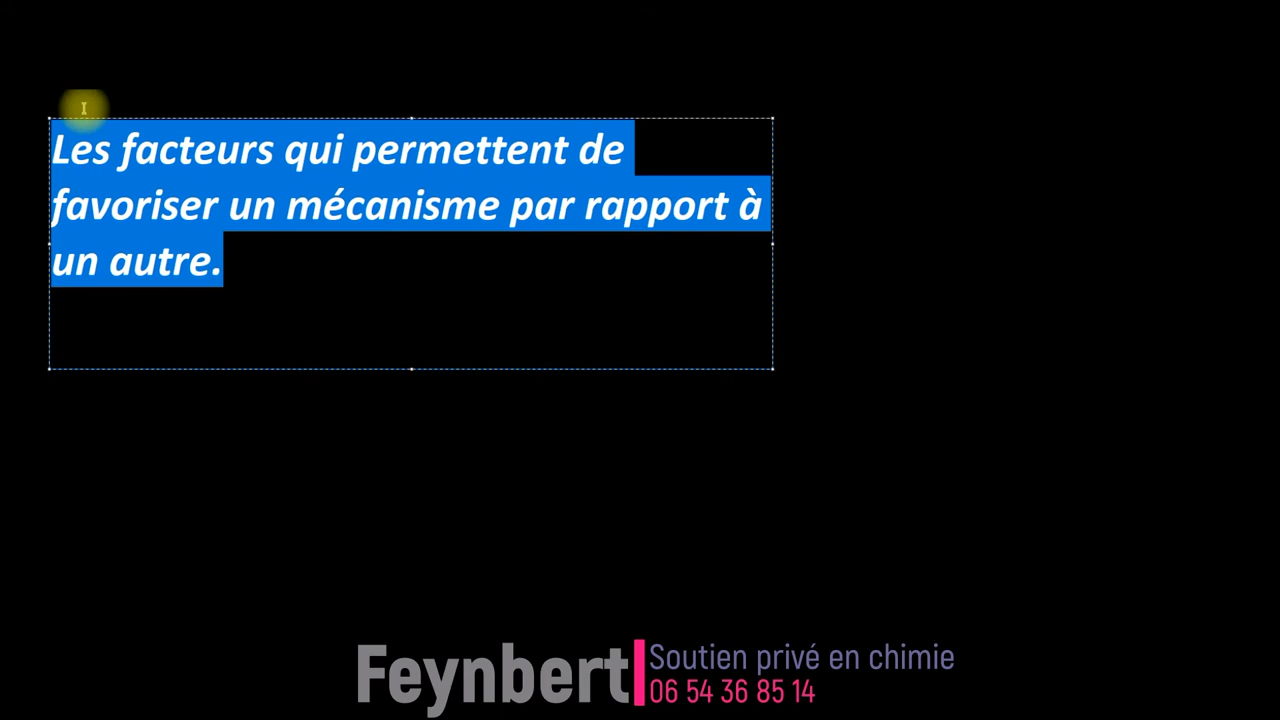 Les facteurs qui permettent de
favoriser un mécanisme par rapport à
un autre.
Feynbert
Soutien privé en chimie
06 54 36 85 14